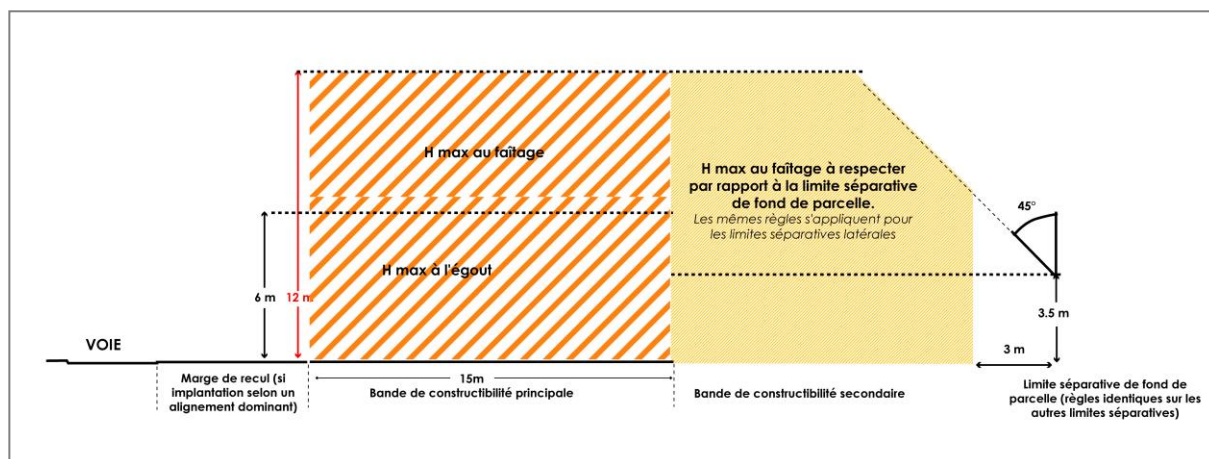 H max au faîtage
H max à l'égout
H max au faîtage à respecter
par rapport à la limite séparative
de fond de parcelle.
Les mêmes règles s'appliquent pour
les limites séparatives latérales
45°
6 m
12 m
3.5 m
VOIE
3 m
Marge de recul (si
implantation selon un
alignement dominant)
15m
Bande de constructibilité principale
Bande de constructibilité secondaire
Limite séparative de fond de
parcelle (règles identiques sur les
autres limites séparatives)